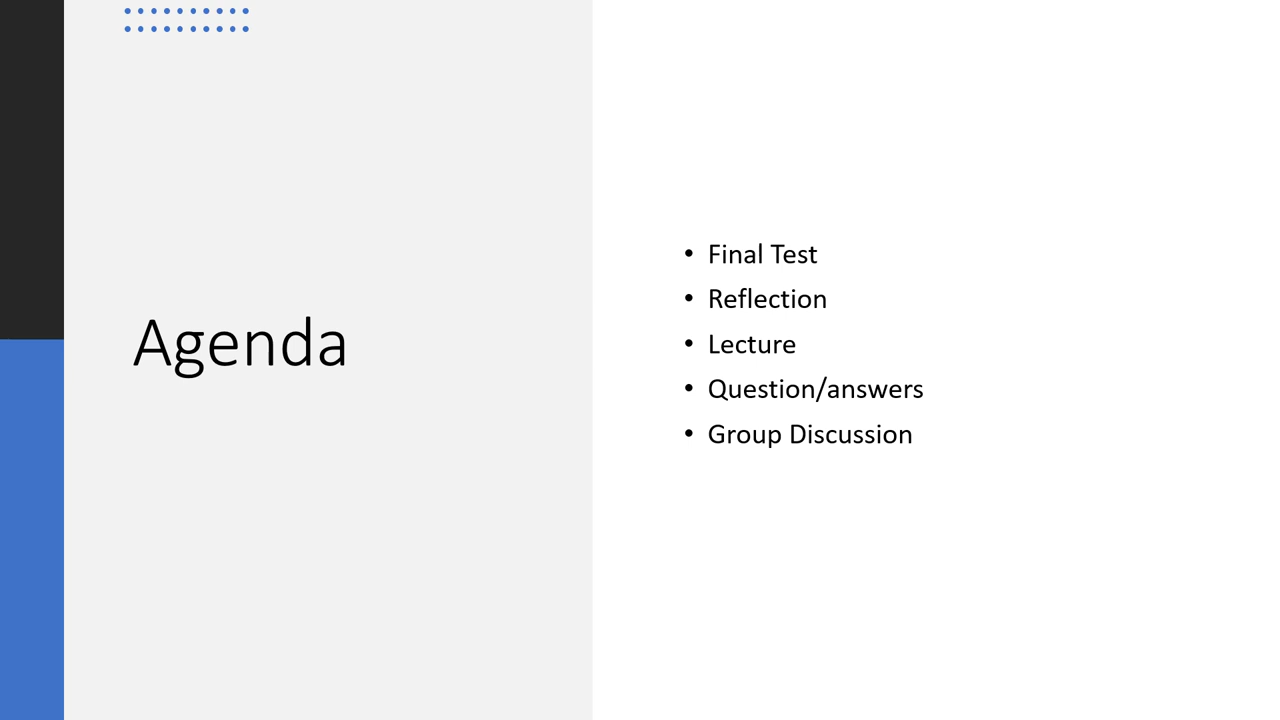 Agenda
• Final Test
• Reflection
• Lecture
• Question/answers
• Group Discussion